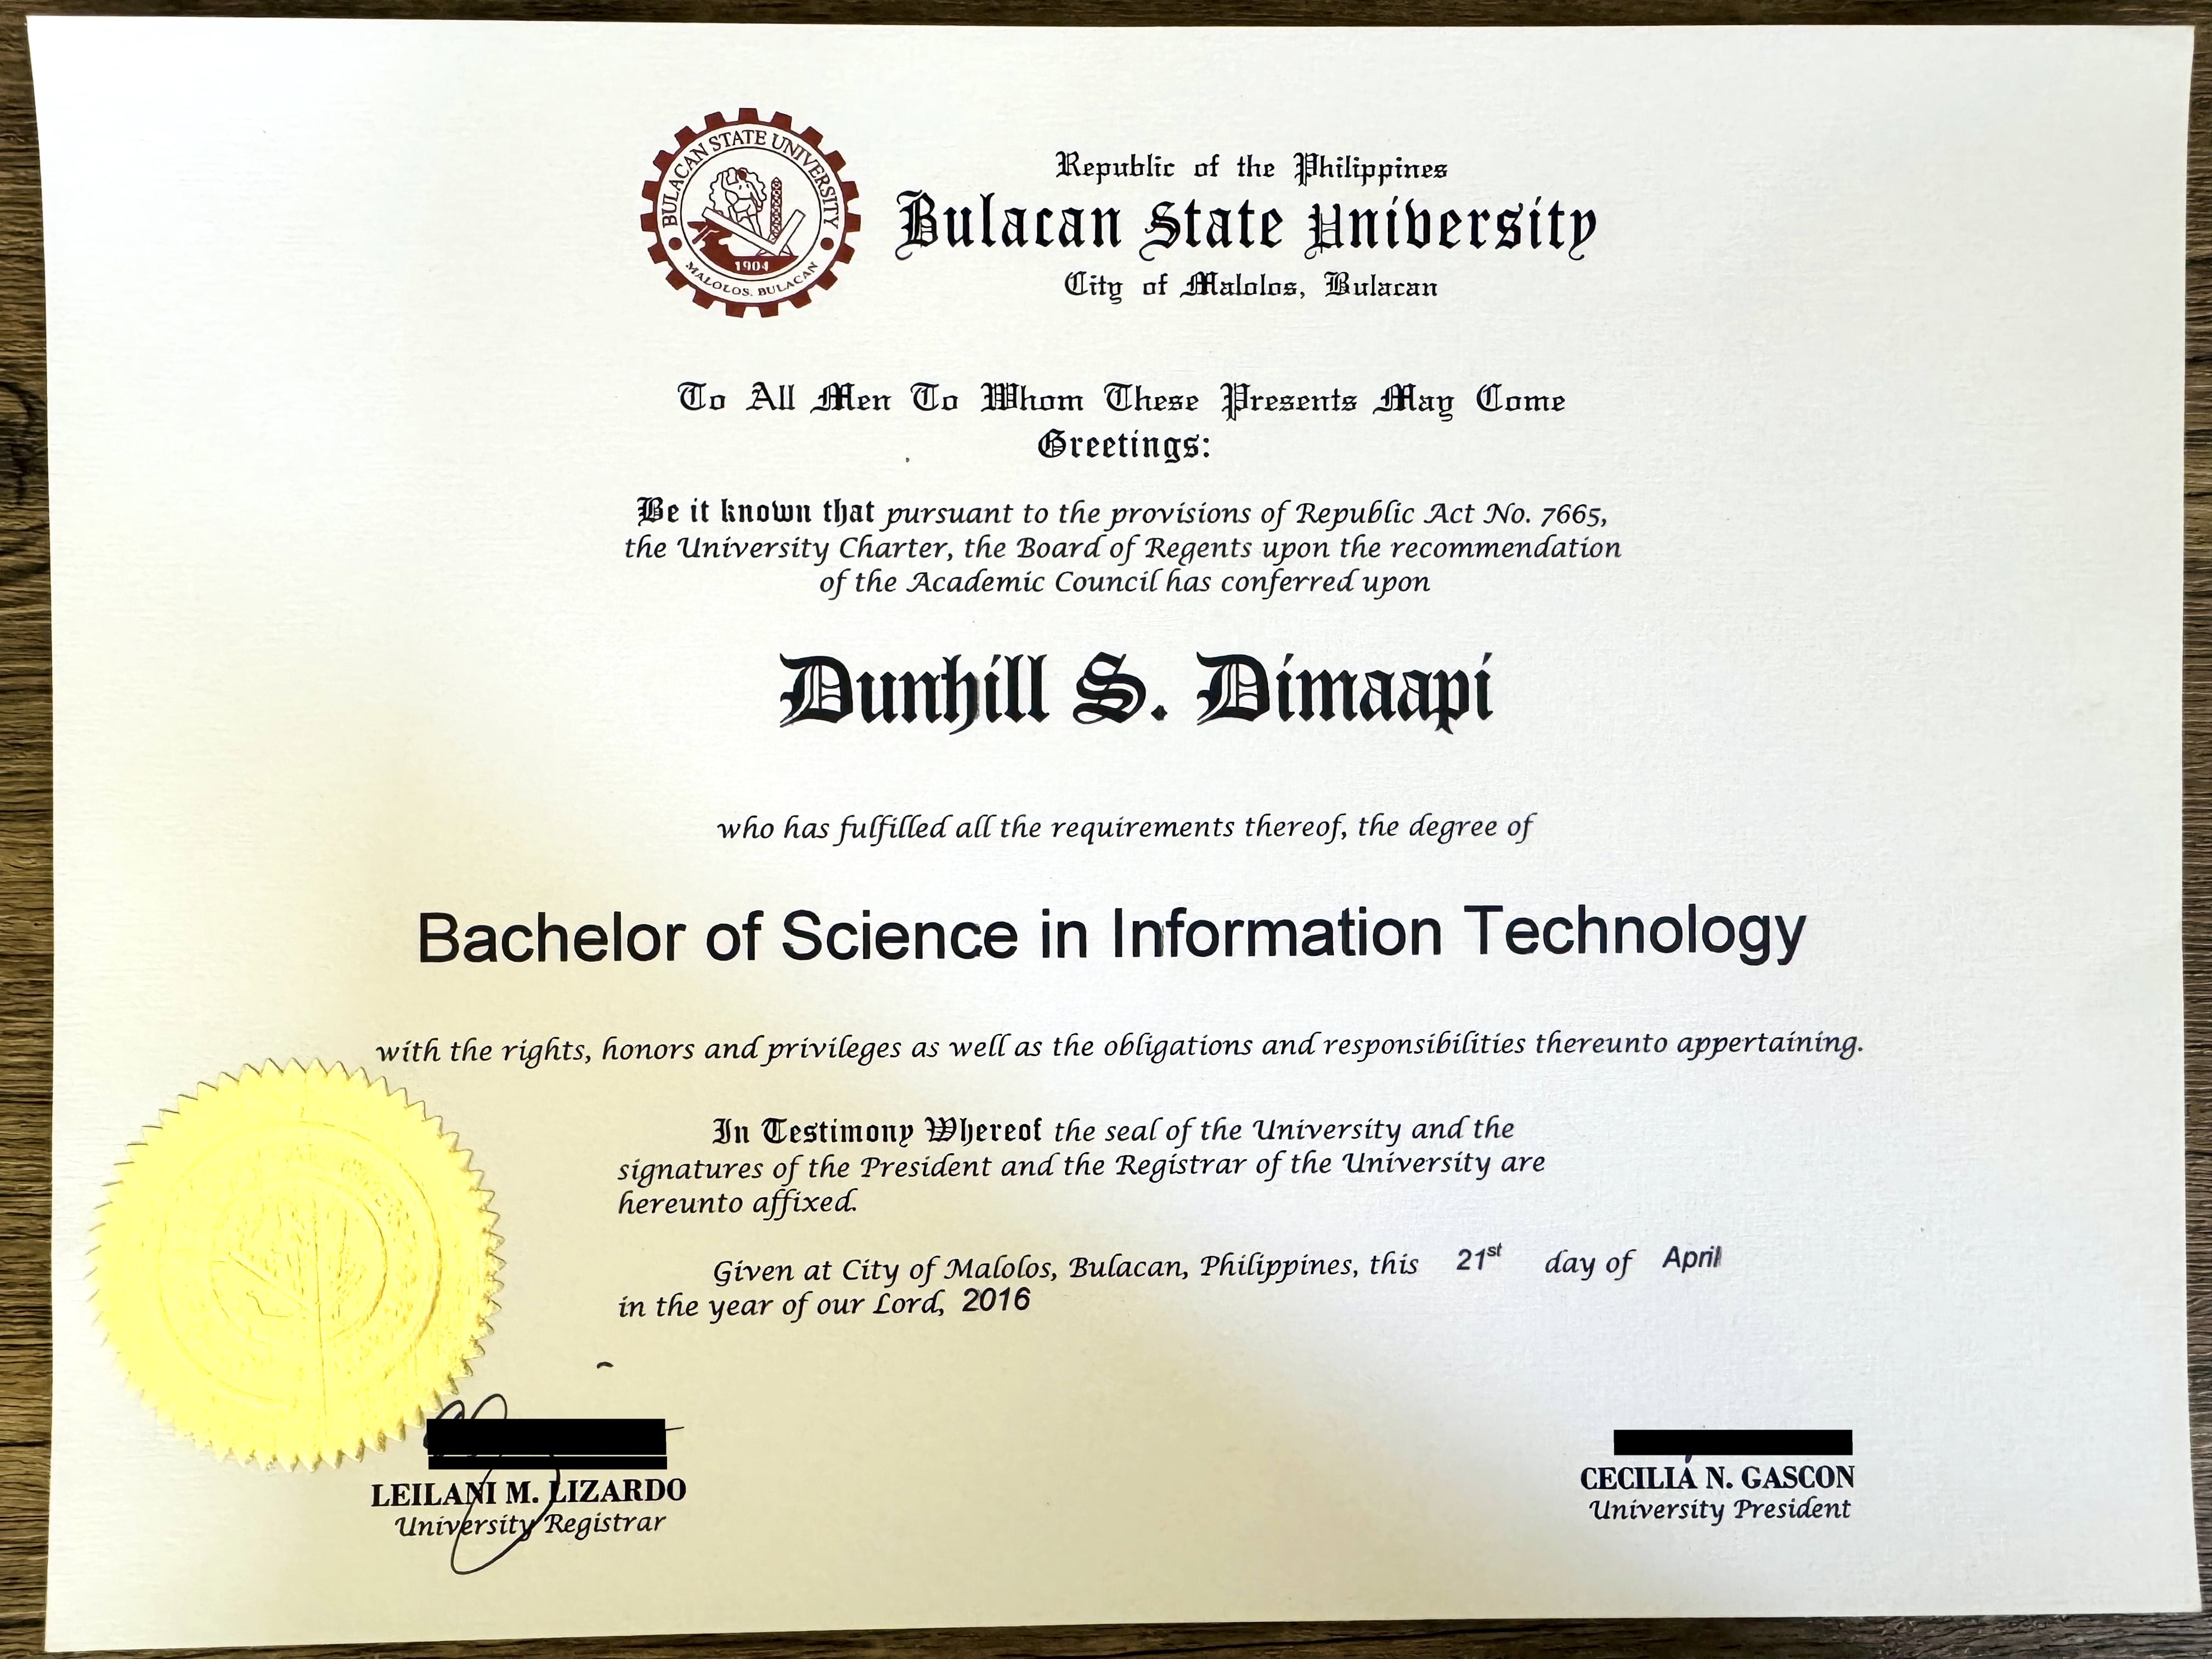 BULACAN STATE UNIVERSITY
1904
MALOLOS, BULACAN
Republic of the Philippines
Bulacan State University
City of Malolos, Bulacan
To All Men To Whom These Presents May Come
Greetings:
Be it known that pursuant to the provisions of Republic Act No. 7665,
the University Charter, the Board of Regents upon the recommendation
of the Academic Council has conferred upon
Dunhill S. Dimaapi
who has fulfilled all the requirements thereof, the degree of
Bachelor of Science in Information Technology
with the rights, honors and privileges as well as the obligations and responsibilities thereunto appertaining.
In Testimony Whereof the seal of the University and the
signatures of the President and the Registrar of the University are
hereunto affixed.
Given at City of Malolos, Bulacan, Philippines, this 21st day of April
in the year of our Lord, 2016
LEILANI M. LIZARDO
University Registrar
CECILIA N. GASCON
University President